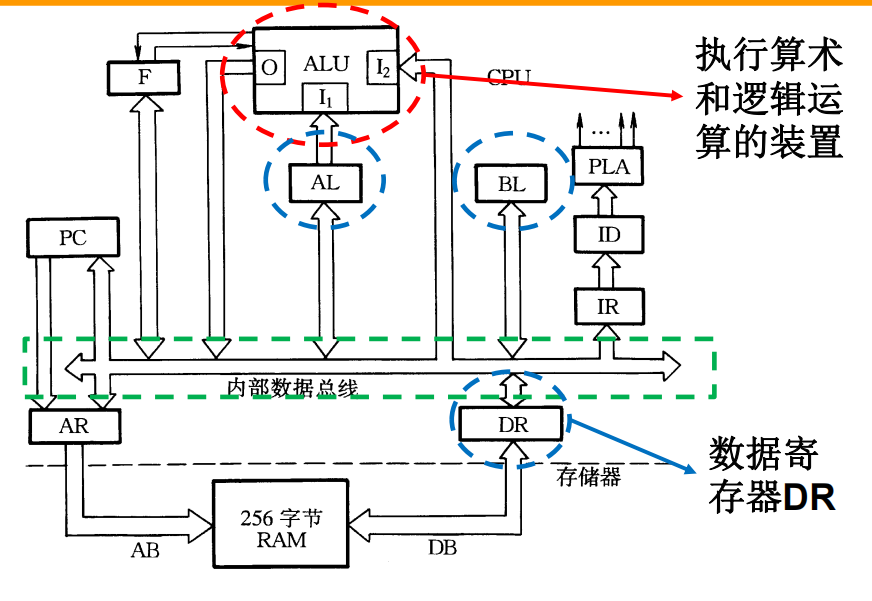 执行算术
和逻辑运
算的装置
CPU
F
O
ALU
I₂
I₁
AL
BL
PLA
...
PC
ID
IR
内部数据总线
AR
DR
数据寄
存器DR
存储器
256 字节
RAM
AB
DB